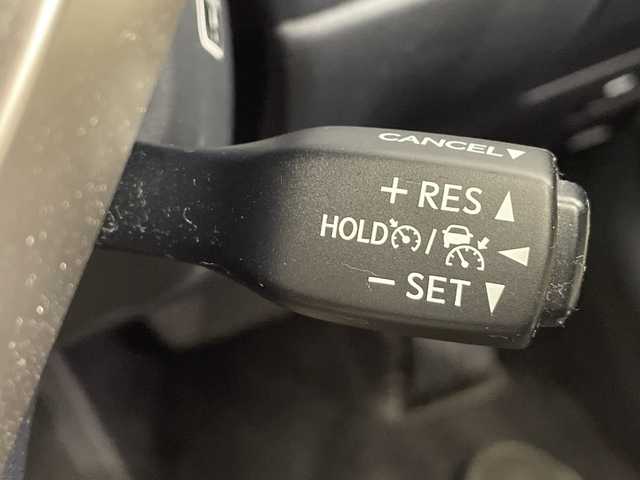 CANCEL▼
+ RES ▲
HOLD / ◀
− SET ▼